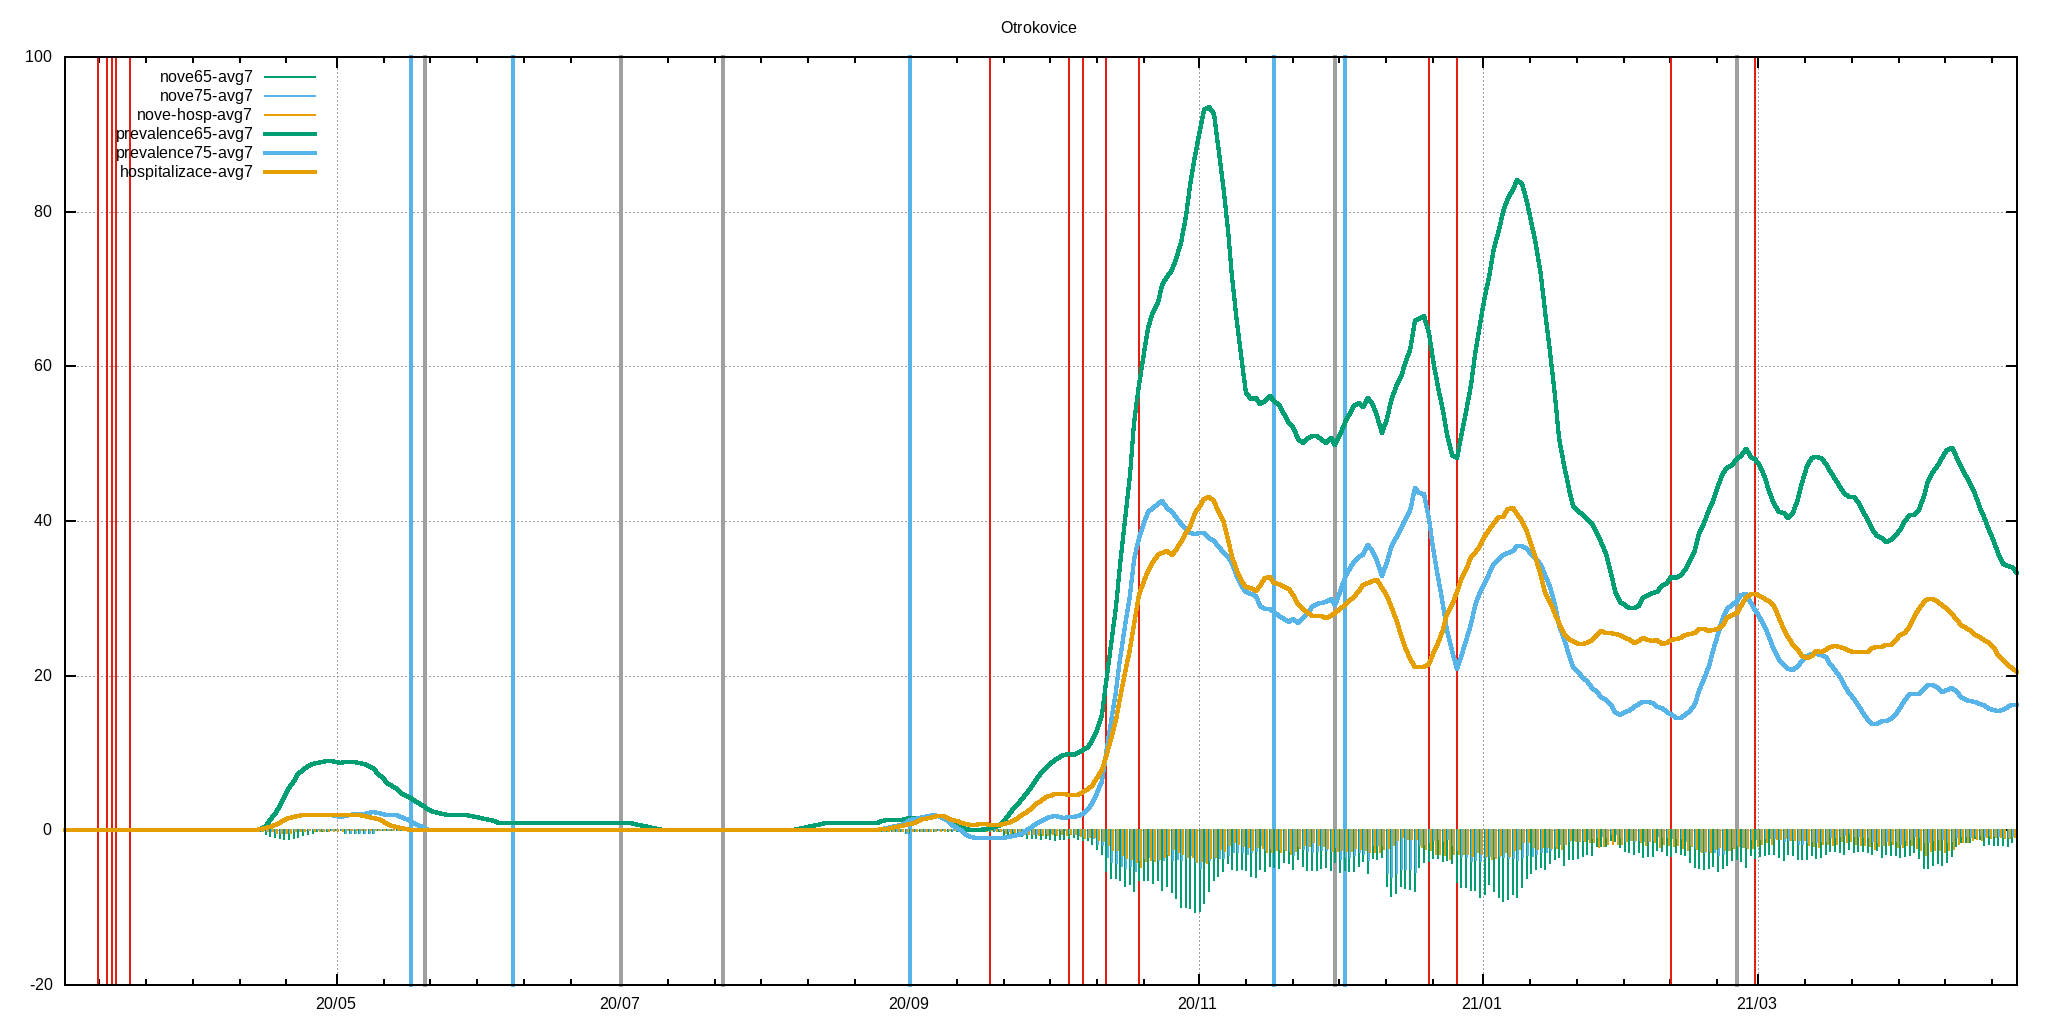 Otrokovice
100
80
60
40
20
0
-20
nove65-avg7
nove75-avg7
nove-hosp-avg7
prevalence65-avg7
prevalence75-avg7
hospitalizace-avg7
20/05 20/07 20/09 20/11 21/01 21/03